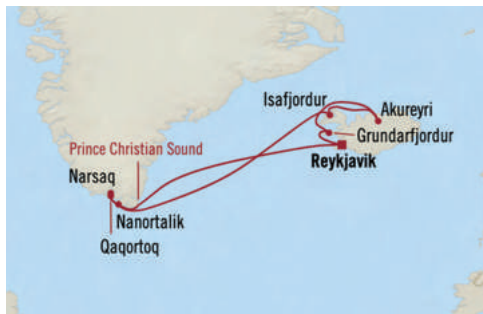 Isafjordur
Akureyri
Grundarfjordur
Prince Christian Sound
Reykjavik
Narsaq
Nanortalik
Qaqortoq